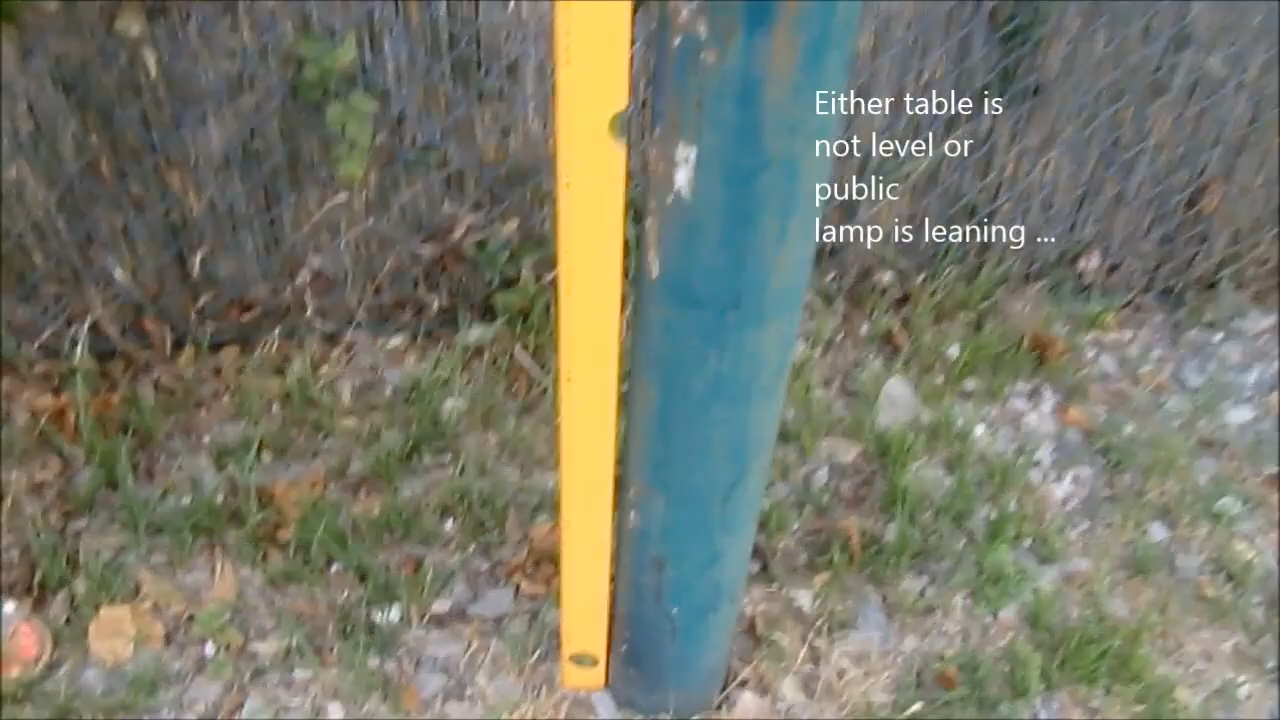 Either table is
not level or
public
lamp is leaning ...